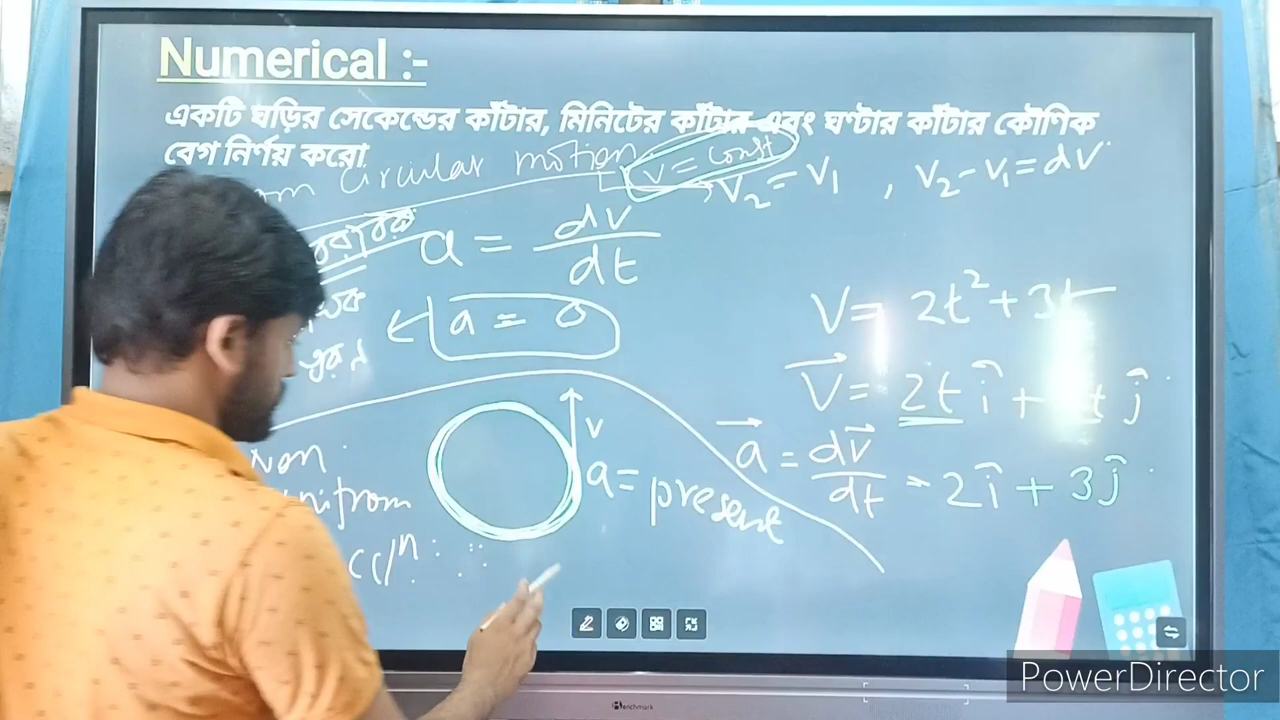 Numerical :-
একটি ঘড়ির সেকেন্ডের কাঁটার, মিনিটের কাঁটার এবং ঘণ্টার কাঁটার কৌণিক
বেগ নির্ণয় করো
circular motion v = const
v₂ = v₁ , v₂ - v₁ = dv
a = dv/dt
a = 0
v = 2t² + 3t
v⃗ = 2t î + t ĵ
v
a = present
a⃗ = dv⃗/dt = 2î + 3ĵ
PowerDirector
Benchmark